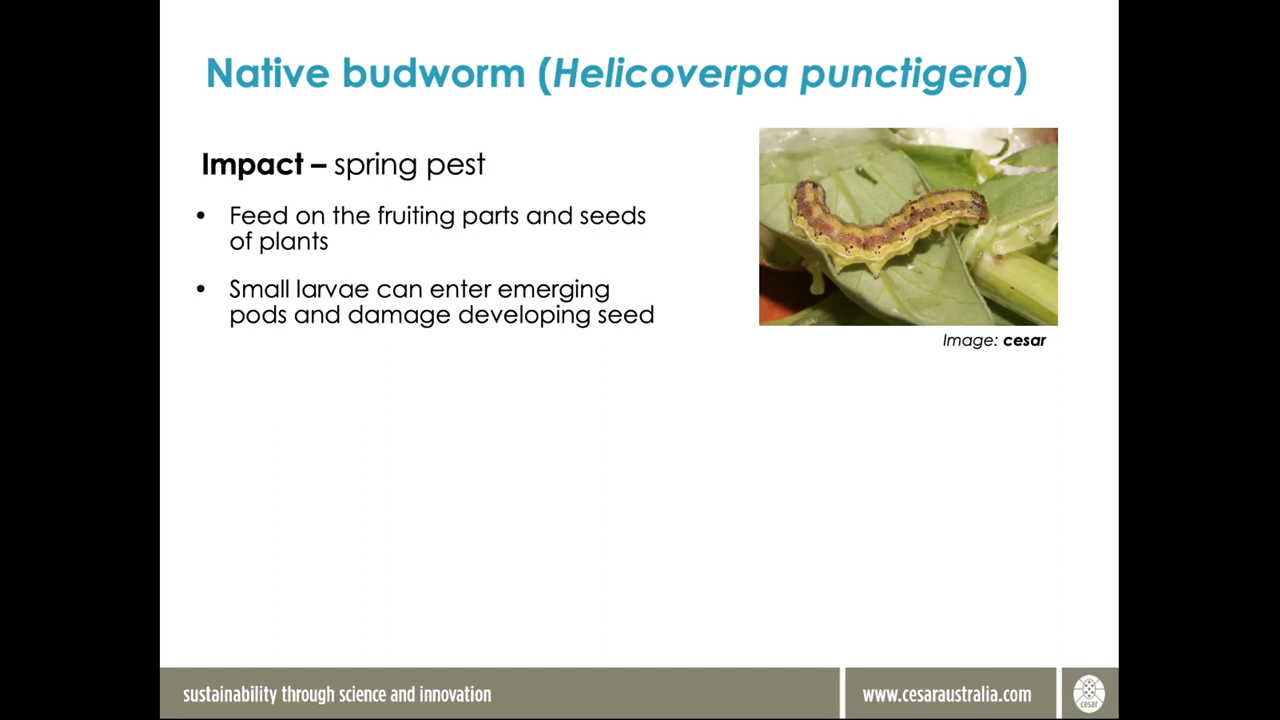 Native budworm (Helicoverpa punctigera)
Impact – spring pest
• Feed on the fruiting parts and seeds
of plants
• Small larvae can enter emerging
pods and damage developing seed
Image: cesar
sustainability through science and innovation
www.cesaraustralia.com
cesar